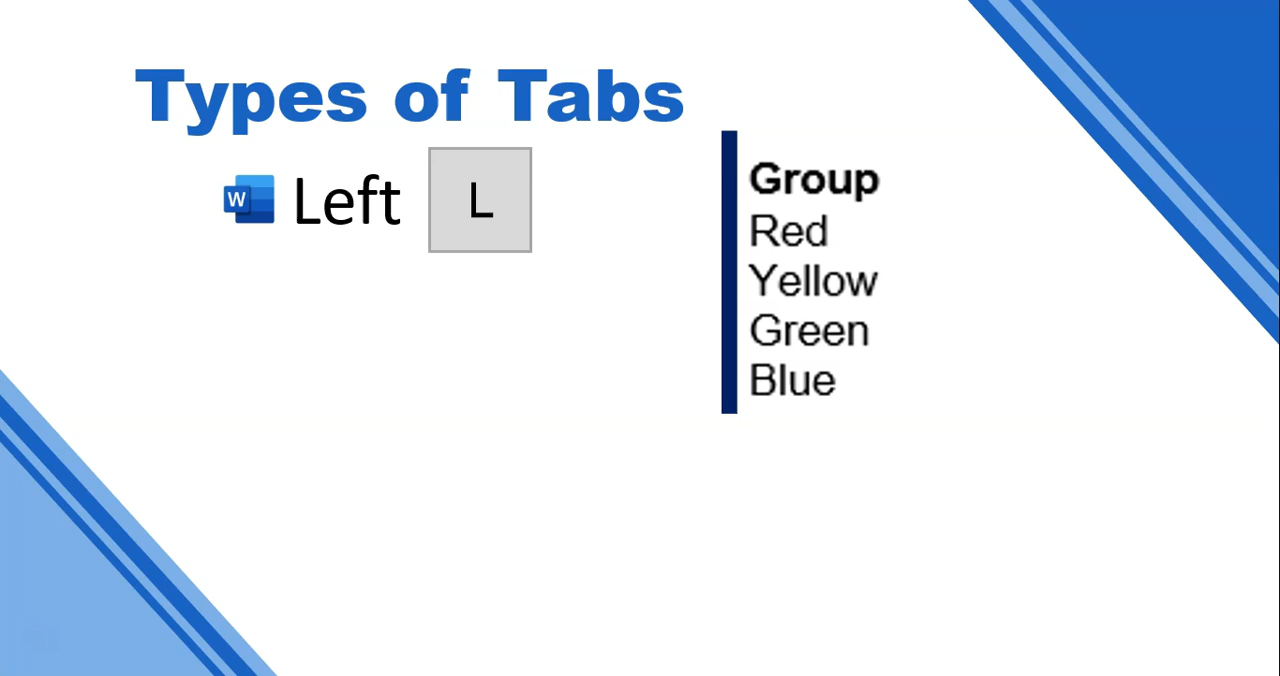 Types of Tabs
W Left L
Group
Red
Yellow
Green
Blue